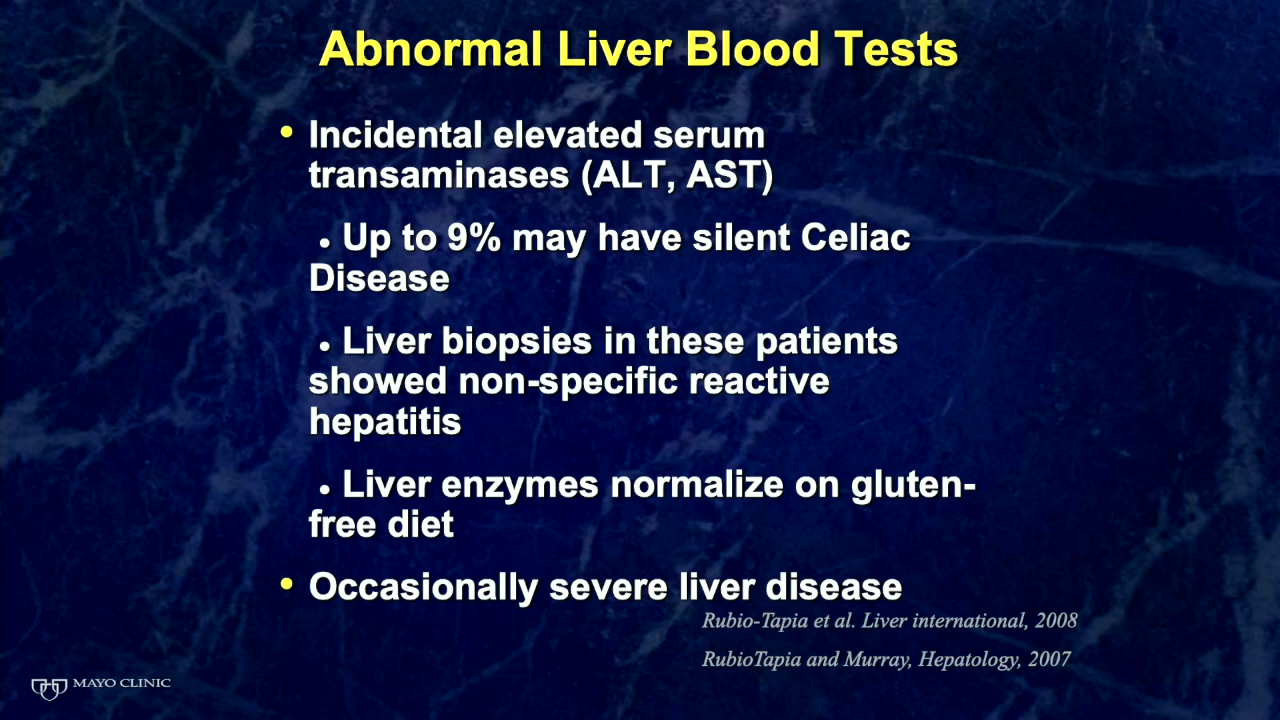 Abnormal Liver Blood Tests
• Incidental elevated serum
transaminases (ALT, AST)
• Up to 9% may have silent Celiac
Disease
• Liver biopsies in these patients
showed non-specific reactive
hepatitis
• Liver enzymes normalize on gluten-
free diet
• Occasionally severe liver disease
Rubio-Tapia et al. Liver international, 2008
RubioTapia and Murray, Hepatology, 2007
MAYO CLINIC